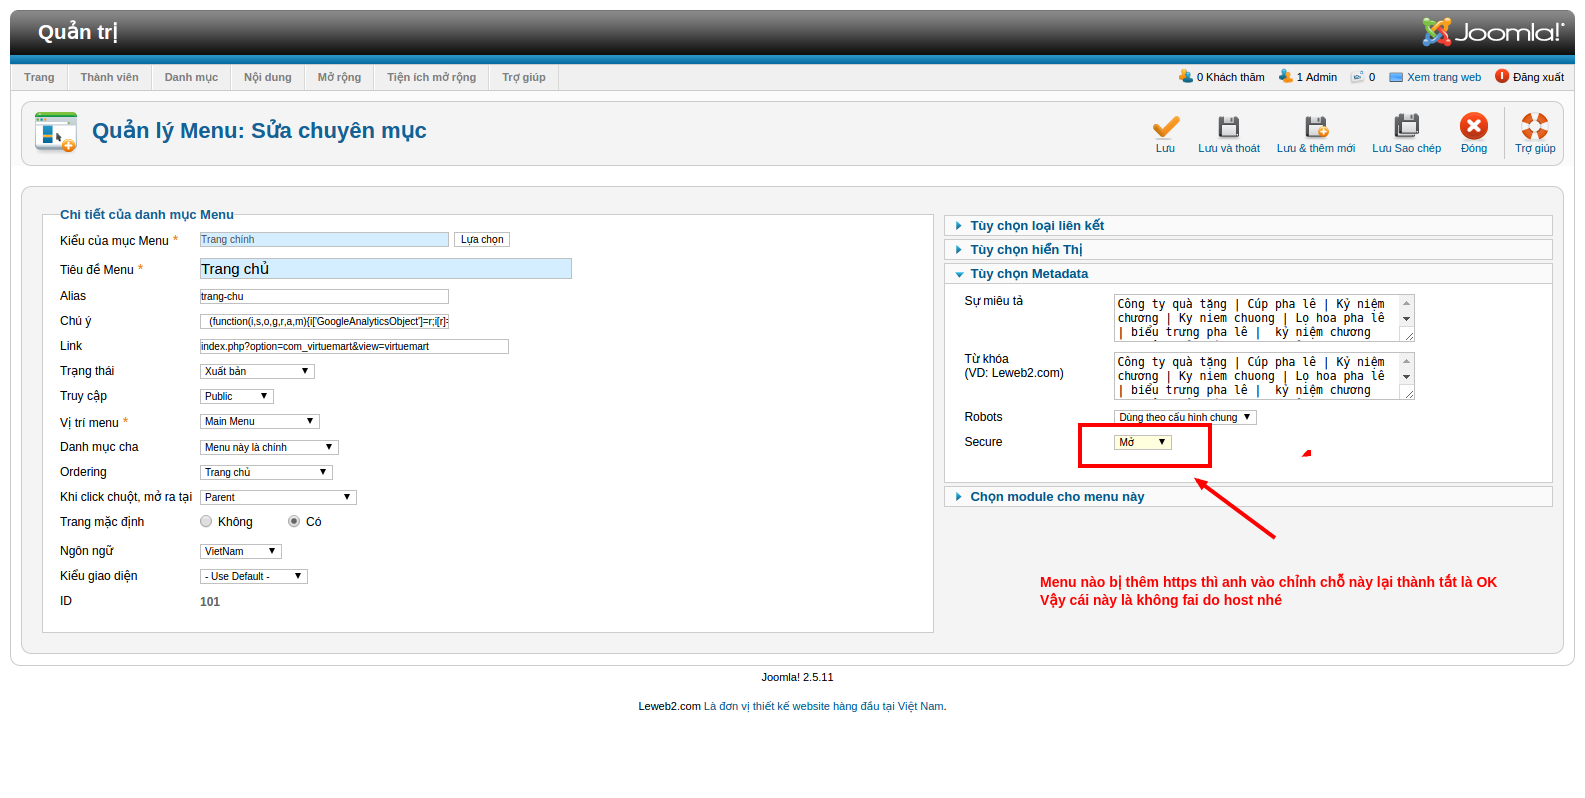 Quản trị
Joomla!
Trang Thành viên Danh mục Nội dung Mở rộng Tiện ích mở rộng Trợ giúp
0 Khách thăm 1 Admin 0 Xem trang web Đăng xuất
Quản lý Menu: Sửa chuyên mục
Lưu Lưu và thoát Lưu & thêm mới Lưu Sao chép Đóng Trợ giúp
Chi tiết của danh mục Menu
Kiểu của mục Menu * Trang chính Lựa chọn
Tiêu đề Menu * Trang chủ
Alias trang-chu
Chú ý (function(i,s,o,g,r,a,m){i['GoogleAnalyticsObject']=r;i[r]=
Link index.php?option=com_virtuemart&view=virtuemart
Trạng thái Xuất bản
Truy cập Public
Vị trí menu * Main Menu
Danh mục cha Menu này là chính
Ordering Trang chủ
Khi click chuột, mở ra tại Parent
Trang mặc định Không Có
Ngôn ngữ VietNam
Kiểu giao diện - Use Default -
ID 101
Tùy chọn loại liên kết
Tùy chọn hiển Thị
Tùy chọn Metadata
Sự miêu tả
Công ty quà tặng | Cúp pha lê | Kỷ niệm
chương | Ky niem chuong | Lọ hoa pha lê
| biểu trưng pha lê |  kỷ niệm chương
Từ khóa
(VD: Leweb2.com)
Công ty quà tặng | Cúp pha lê | Kỷ niệm
chương | Ky niem chuong | Lọ hoa pha lê
| biểu trưng pha lê |  kỷ niệm chương
Robots Dùng theo cấu hình chung
Secure Mở
Chọn module cho menu này
Menu nào bị thêm https thì anh vào chỉnh chỗ này lại thành tắt là OK
Vậy cái này là không fai do host nhé
Joomla! 2.5.11
Leweb2.com Là đơn vị thiết kế website hàng đầu tại Việt Nam.